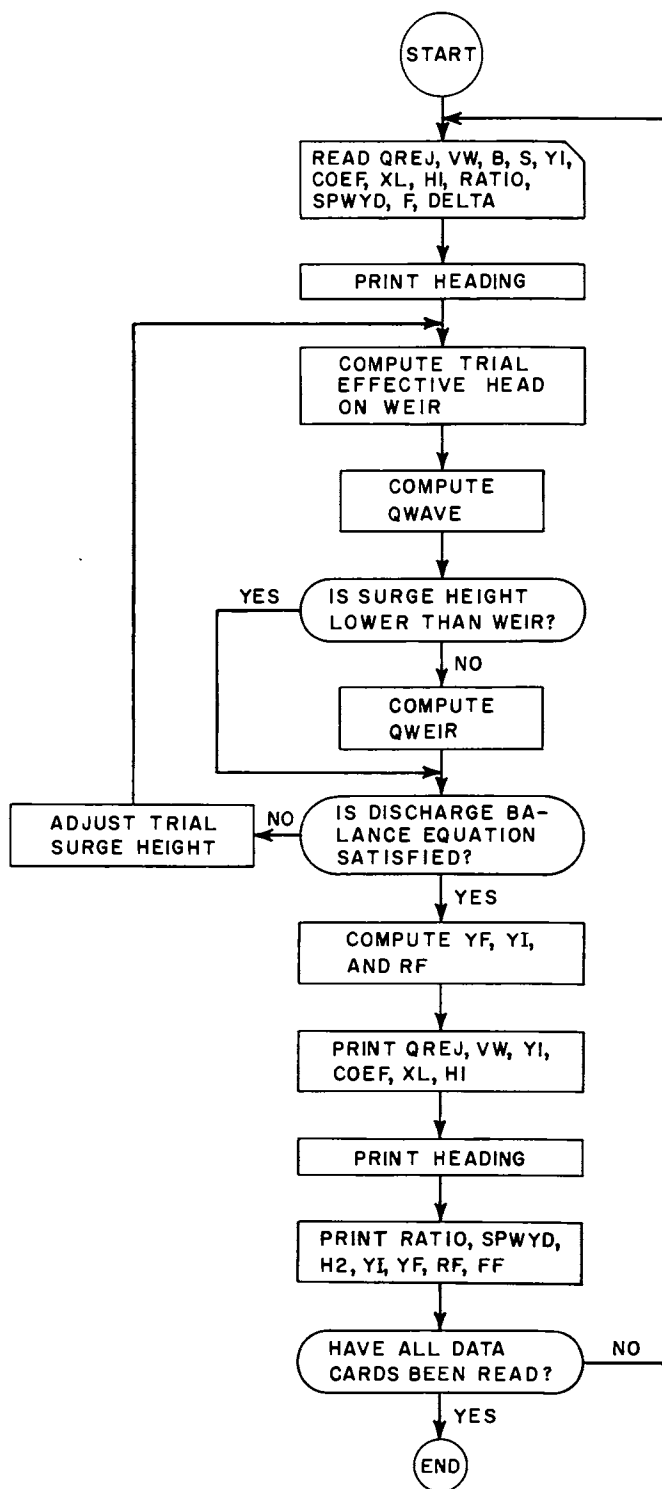 START
READ QREJ, VW, B, S, YI,
COEF, XL, HI, RATIO,
SPWYD, F, DELTA
PRINT HEADING
COMPUTE TRIAL
EFFECTIVE HEAD
ON WEIR
COMPUTE
QWAVE
YES
IS SURGE HEIGHT
LOWER THAN WEIR?
NO
COMPUTE
QWEIR
ADJUST TRIAL
SURGE HEIGHT
NO
IS DISCHARGE BA-
LANCE EQUATION
SATISFIED?
YES
COMPUTE YF, YI,
AND RF
PRINT QREJ, VW, YI,
COEF, XL, HI
PRINT HEADING
PRINT RATIO, SPWYD,
H2, YI, YF, RF, FF
HAVE ALL DATA
CARDS BEEN READ?
NO
YES
END